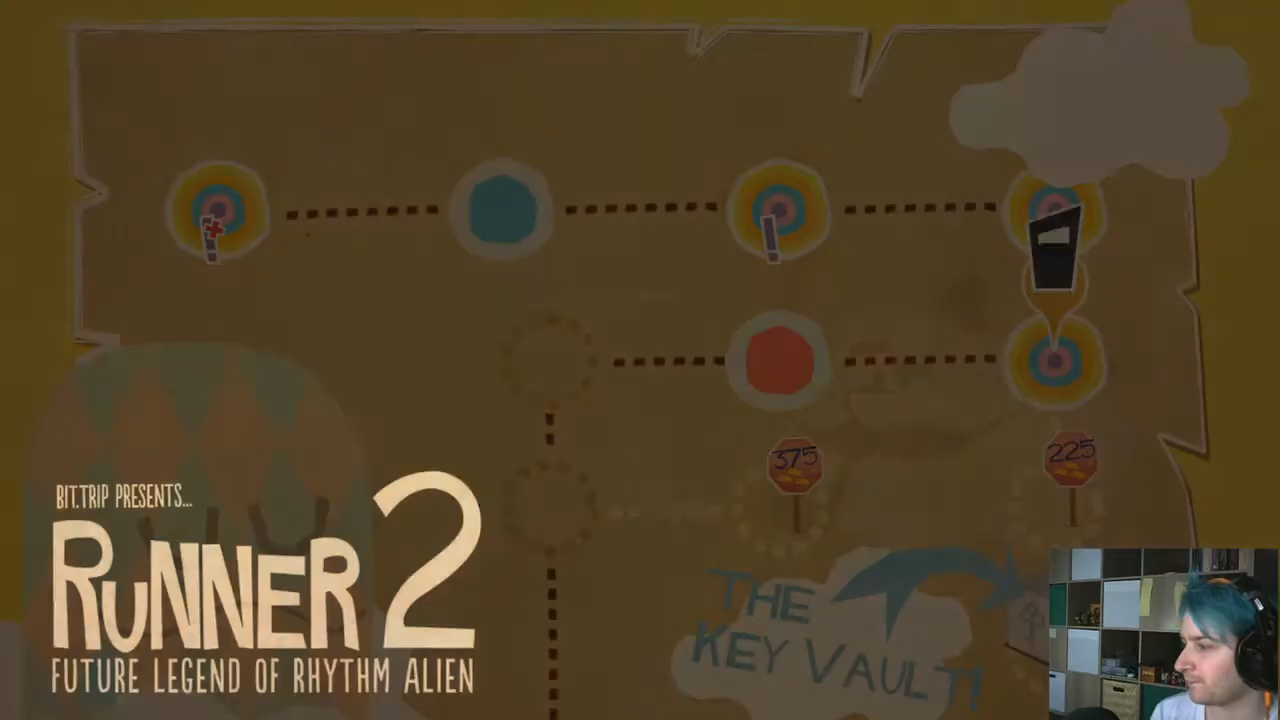 375
225
BIT.TRIP PRESENTS...
RUNNER 2
FUTURE LEGEND OF RHYTHM ALIEN
THE
KEY VAULT!